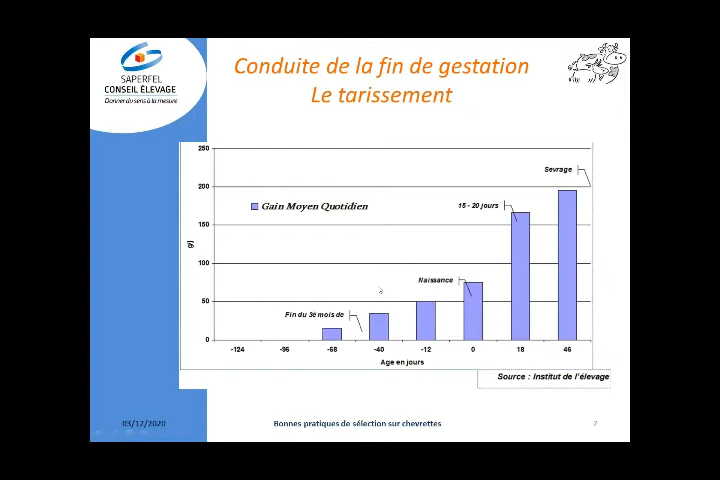 SAPERFEL
CONSEIL ÉLEVAGE
Donner du sens à la mesure
Conduite de la fin de gestation
Le tarissement
250
200
150
100
50
0
g/j
Gain Moyen Quotidien
Fin du 3è mois de
Naissance
15 - 20 jours
Sevrage
-124 -96 -68 -40 -12 0 18 46
Age en jours
Source : Institut de l'élevage
03/12/2020
Bonnes pratiques de sélection sur chevrettes
7